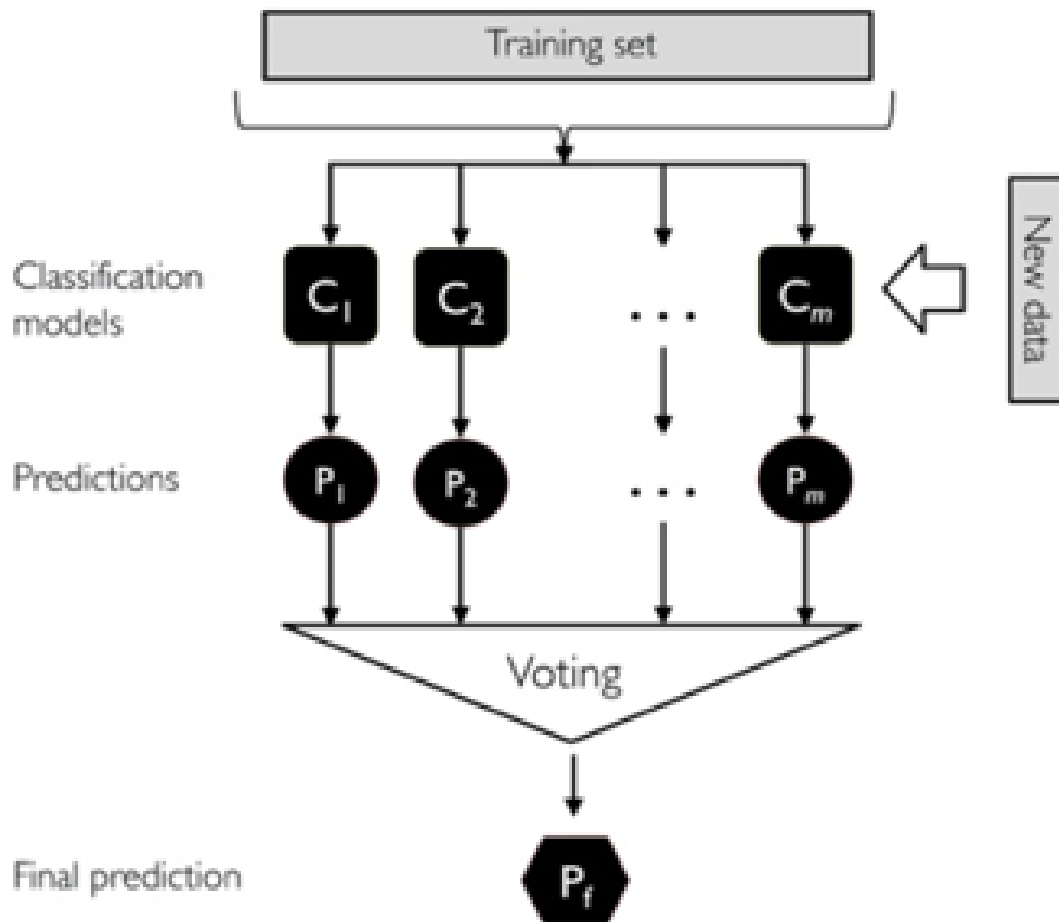 Training set
New data
Classification
models
C1 C2 ... Cm
Predictions
P1 P2 ... Pm
Voting
Final prediction
Pf